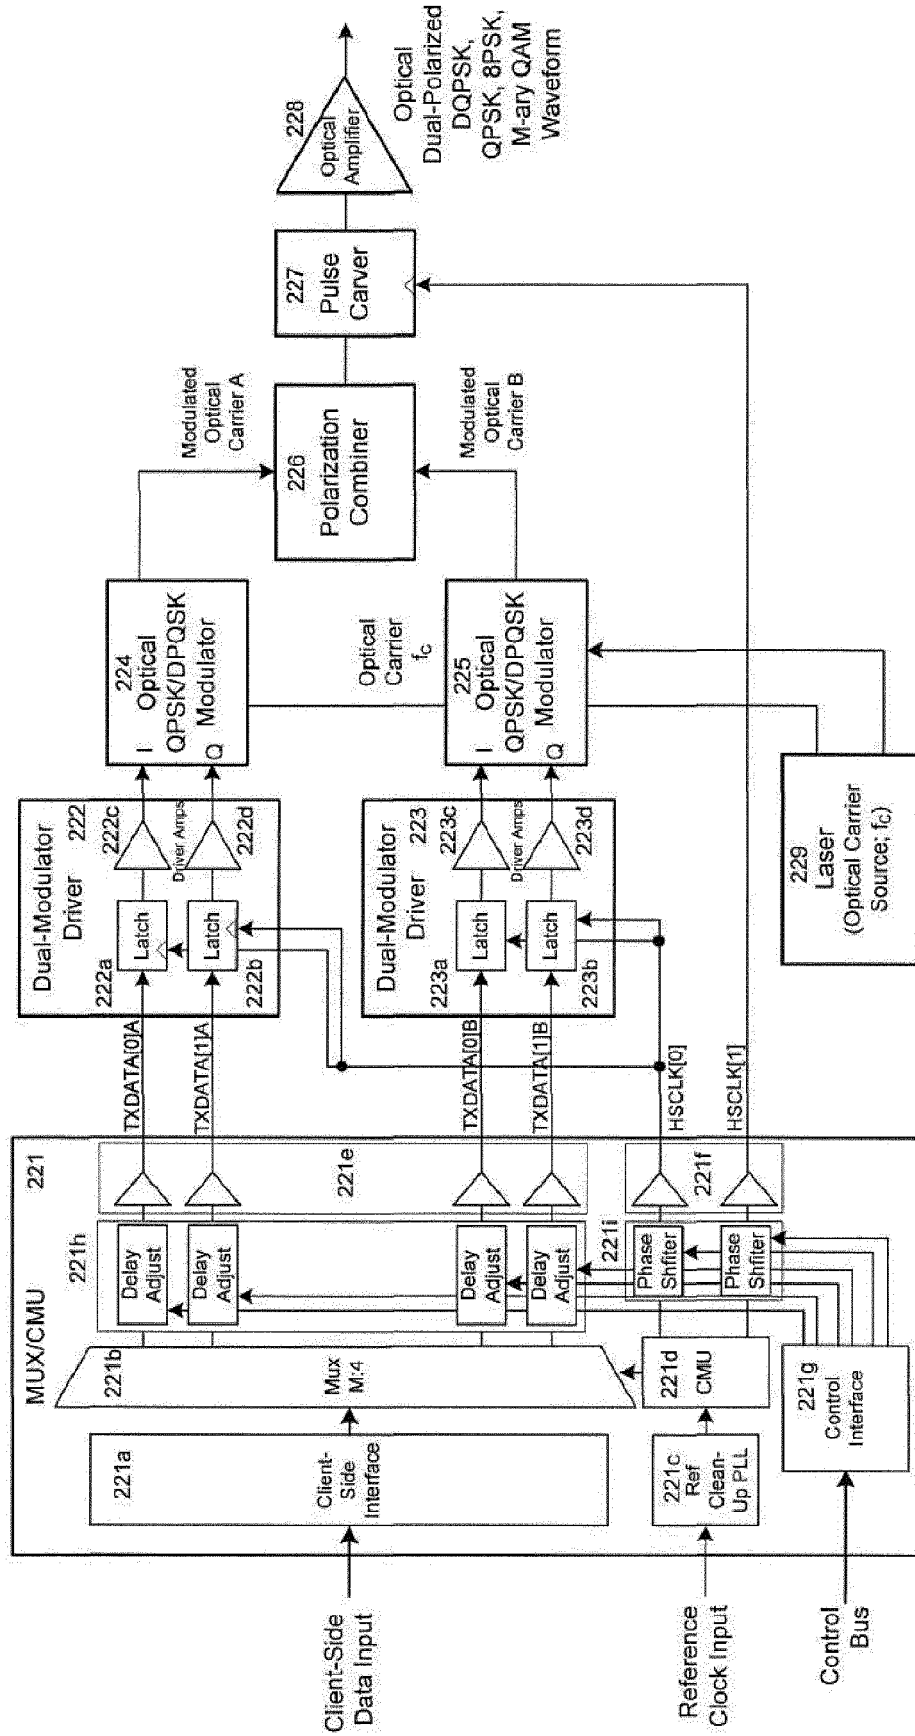 Client-Side
Data Input
Reference
Clock Input
Control
Bus
MUX/CMU
221
221a
Client-
Side
Interface
221b
Mux
M:4
221c
Ref
Clean-
Up PLL
221d
CMU
221g
Control
Interface
221h
Delay
Adjust
Delay
Adjust
Delay
Adjust
Delay
Adjust
221i
Phase
Shfiter
Phase
Shfiter
221e
221f
TXDATA[0]A
TXDATA[1]A
TXDATA[0]B
TXDATA[1]B
HSCLK[0]
HSCLK[1]
Dual-Modulator
Driver
222
222a
Latch
222c
Driver Amps
Latch
222b
222d
Dual-Modulator
Driver
223
223a
Latch
223c
Driver Amps
Latch
223b
223d
224
Optical
QPSK/DPQSK
Modulator
I
Q
Optical
Carrier
fc
225
Optical
QPSK/DPQSK
Modulator
I
Q
229
Laser
(Optical Carrier
Source; fc)
Modulated
Optical
Carrier A
226
Polarization
Combiner
Modulated
Optical
Carrier B
227
Pulse
Carver
228
Optical
Amplifier
Optical
Dual-Polarized
DQPSK,
QPSK, 8PSK,
M-ary QAM
Waveform